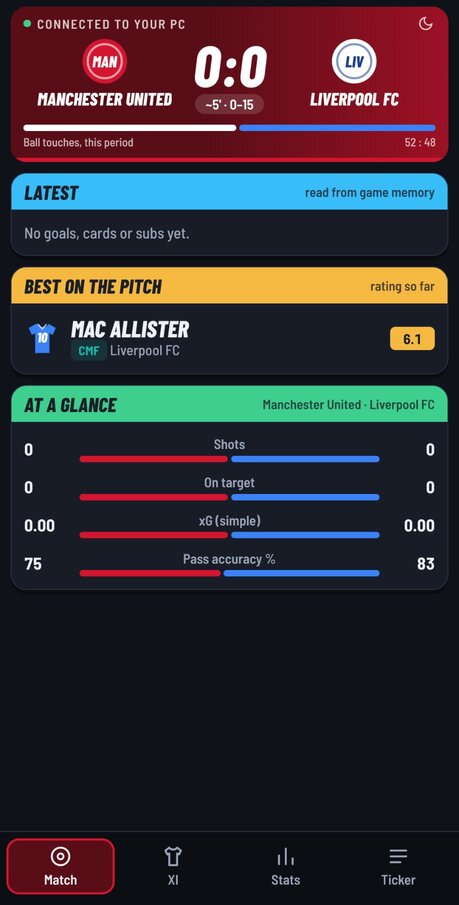 CONNECTED TO YOUR PC
MAN
0:0
LIV
MANCHESTER UNITED
~5' · 0–15
LIVERPOOL FC
Ball touches, this period
52 : 48
LATEST
read from game memory
No goals, cards or subs yet.
BEST ON THE PITCH
rating so far
10
MAC ALLISTER
CMF Liverpool FC
6.1
AT A GLANCE
Manchester United · Liverpool FC
0 Shots 0
0 On target 0
0.00 xG (simple) 0.00
75 Pass accuracy % 83
Match
XI
Stats
Ticker